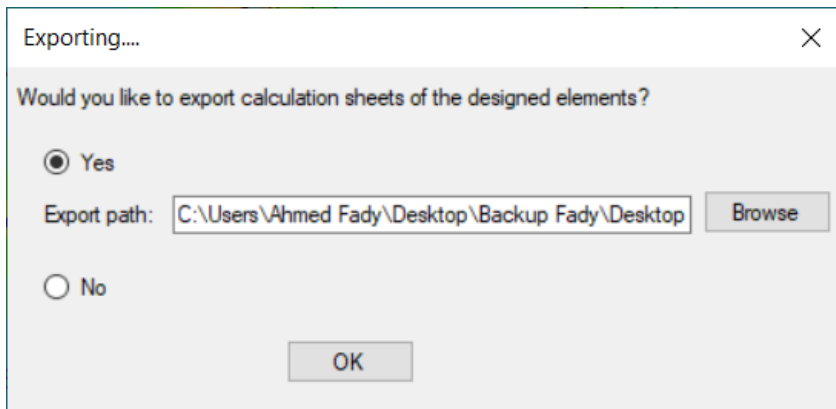 Exporting....
Would you like to export calculation sheets of the designed elements?
Yes
Export path: C:\Users\Ahmed Fady\Desktop\Backup Fady\Desktop Browse
No
OK